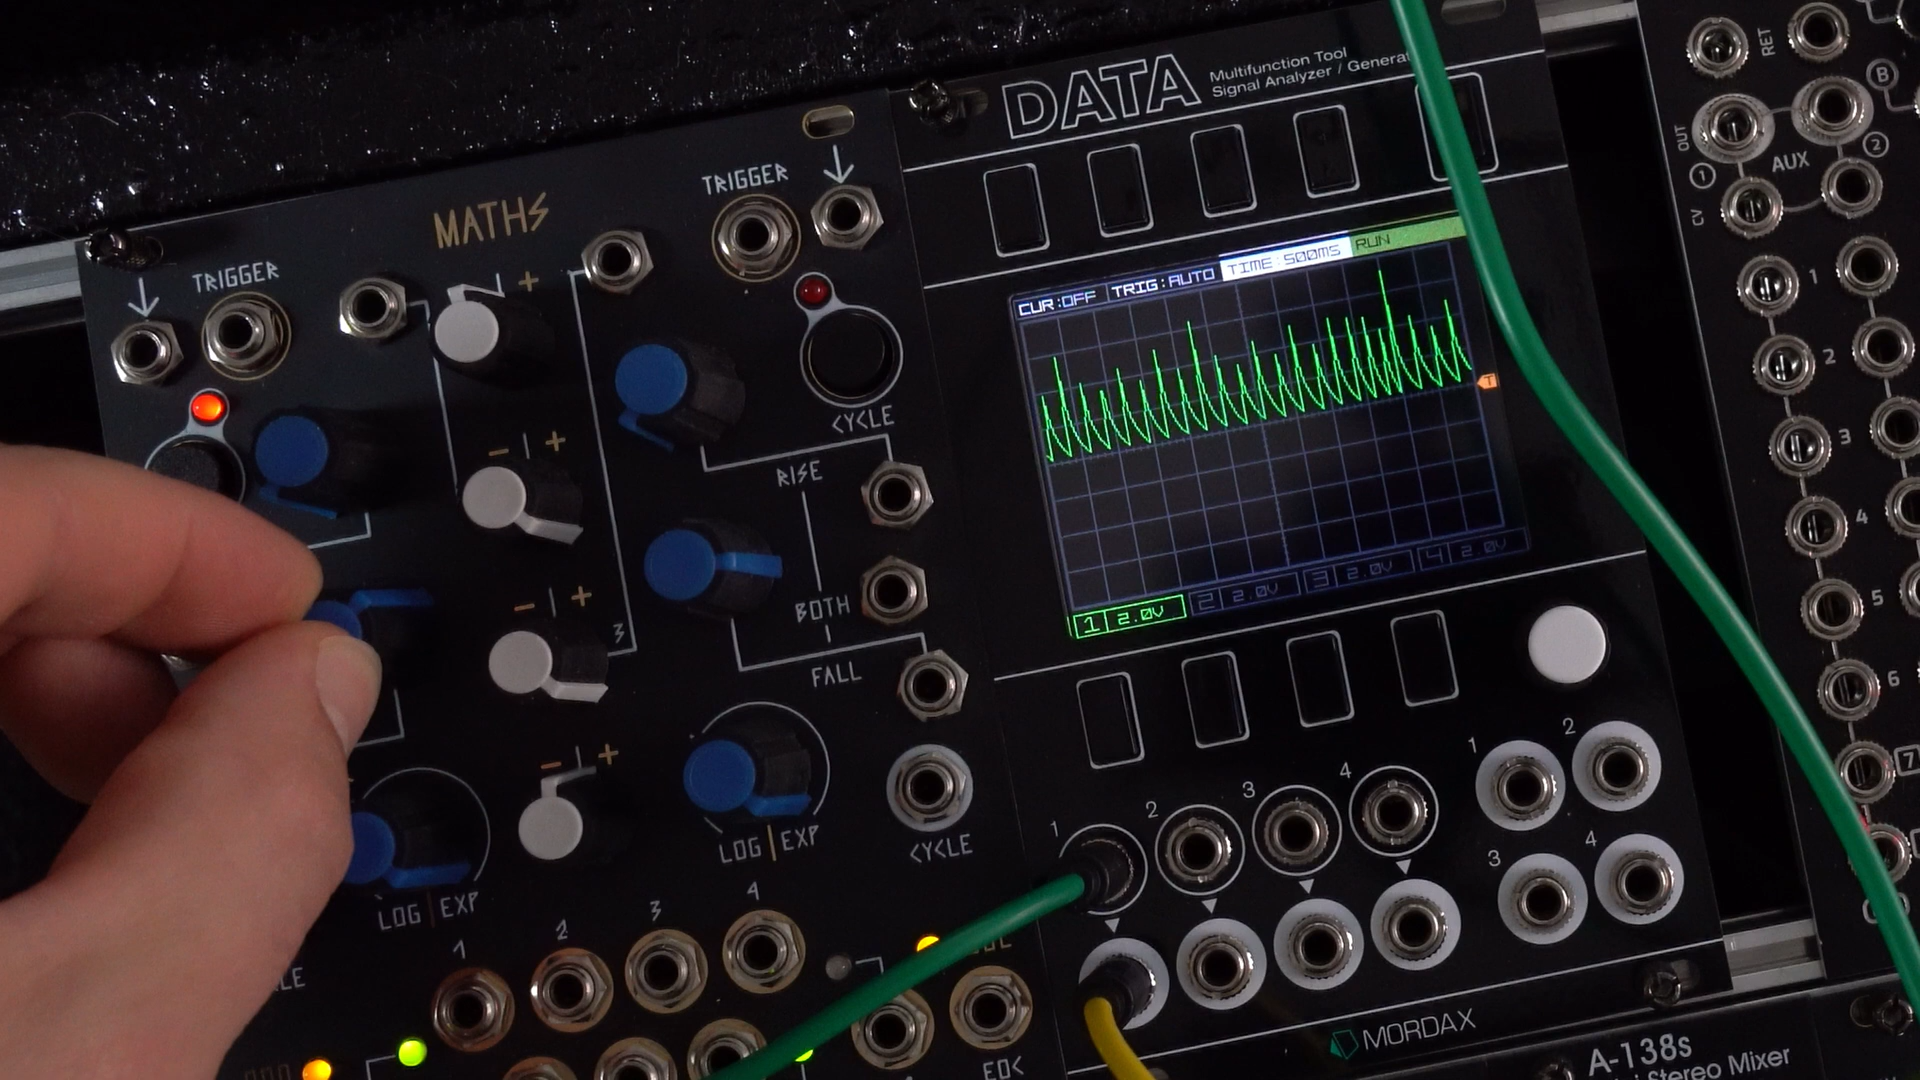 MATHS
TRIGGER
TRIGGER
CYCLE
RISE
BOTH
FALL
3
LOG | EXP
LOG | EXP
CYCLE
1 2 3 4
EOC
DATA
Multifunction Tool
Signal Analyzer /
CUR:OFF TRIG:AUTO TIME:500MS RUN
T
1 2.0V 2 2.0V 3 2.0V 4 2.0V
1 2 3 4
1 2
3 4
MORDAX
A-138s
Stereo Mixer
RET
OUT
AUX
CV
B
1
2
1
2
3
4
5
6
7